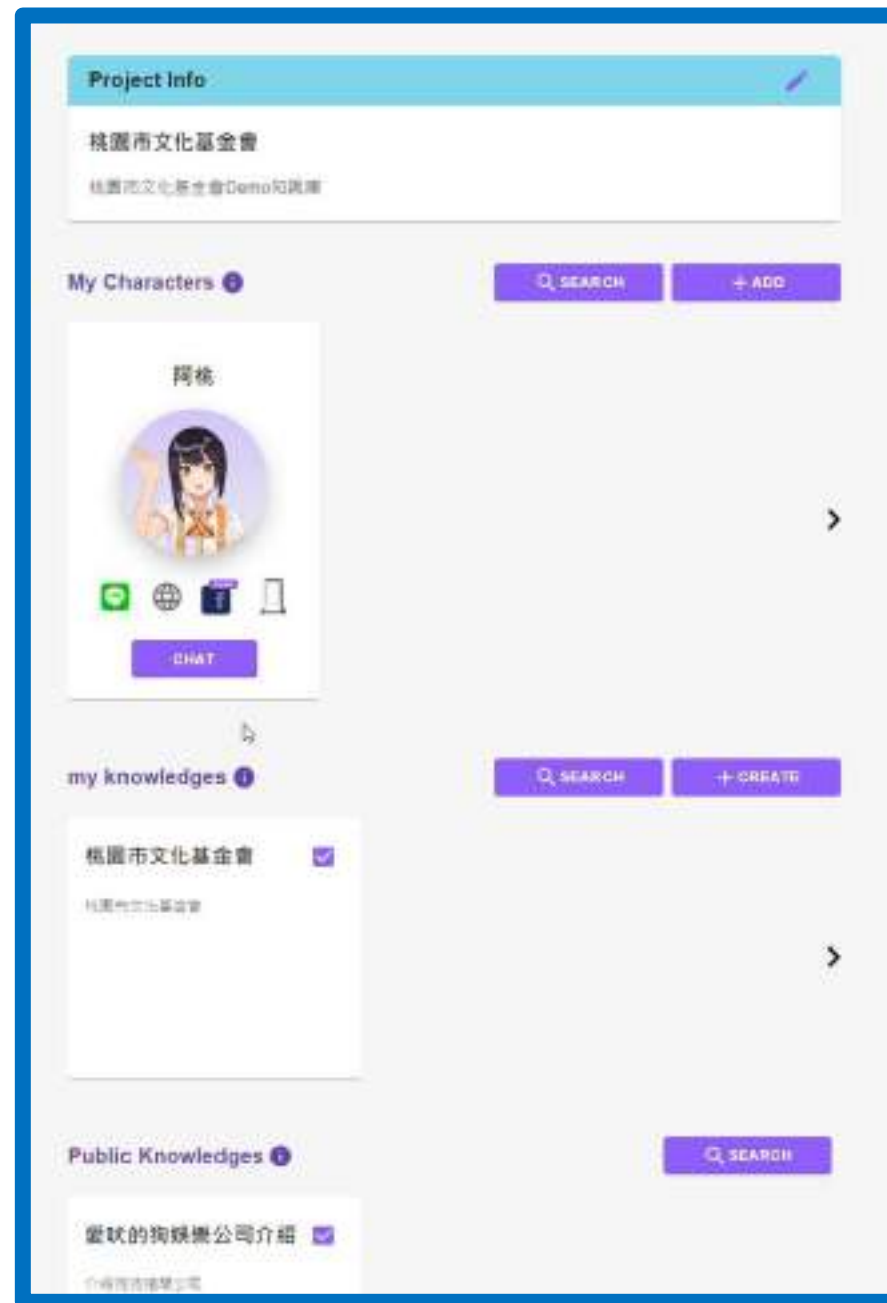 Project Info
桃園市文化基金會
桃園市文化基金會Demo知識庫
My Characters
SEARCH
+ ADD
阿桃
CHAT
my knowledges
SEARCH
+ CREATE
桃園市文化基金會
桃園市文化基金會
Public Knowledges
SEARCH
愛吠的狗娛樂公司介紹